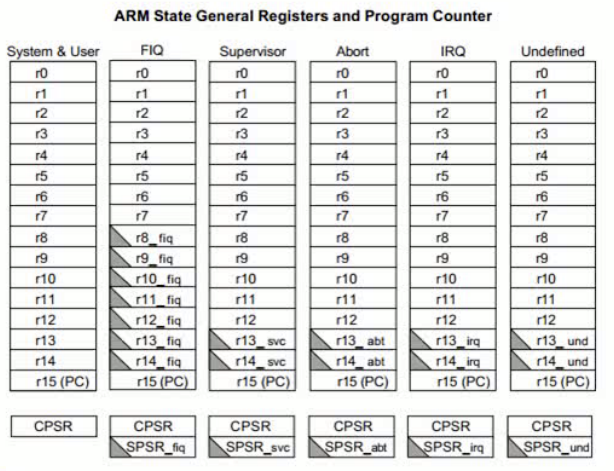 ARM State General Registers and Program Counter
System & User FIQ Supervisor Abort IRQ Undefined
r0 r0 r0 r0 r0 r0
r1 r1 r1 r1 r1 r1
r2 r2 r2 r2 r2 r2
r3 r3 r3 r3 r3 r3
r4 r4 r4 r4 r4 r4
r5 r5 r5 r5 r5 r5
r6 r6 r6 r6 r6 r6
r7 r7 r7 r7 r7 r7
r8 r8_fiq r8 r8 r8 r8
r9 r9_fiq r9 r9 r9 r9
r10 r10_fiq r10 r10 r10 r10
r11 r11_fiq r11 r11 r11 r11
r12 r12_fiq r12 r12 r12 r12
r13 r13_fiq r13_svc r13_abt r13_irq r13_und
r14 r14_fiq r14_svc r14_abt r14_irq r14_und
r15 (PC) r15 (PC) r15 (PC) r15 (PC) r15 (PC) r15 (PC)
CPSR CPSR CPSR CPSR CPSR CPSR
SPSR_fiq SPSR_svc SPSR_abt SPSR_irq SPSR_und